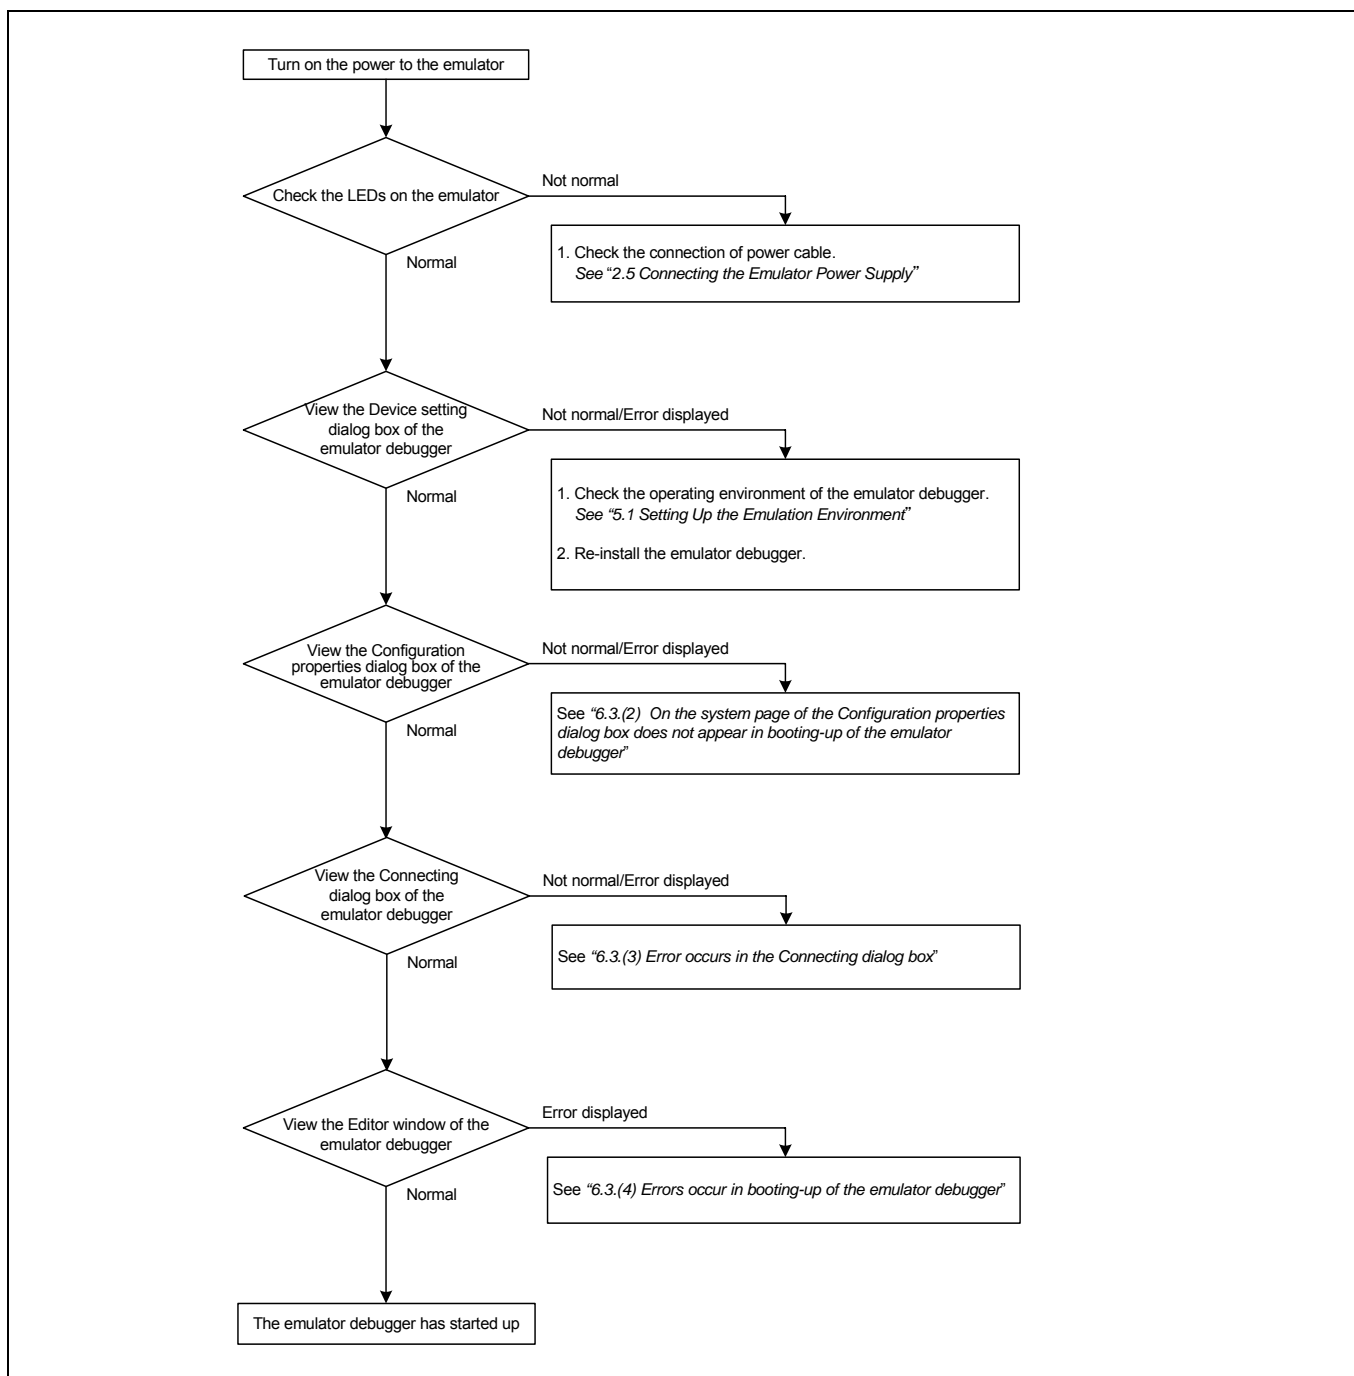 Turn on the power to the emulator
Check the LEDs on the emulator
Not normal
1. Check the connection of power cable.
See “2.5 Connecting the Emulator Power Supply”
Normal
View the Device setting
dialog box of the
emulator debugger
Not normal/Error displayed
1. Check the operating environment of the emulator debugger.
See “5.1 Setting Up the Emulation Environment”
2. Re-install the emulator debugger.
Normal
View the Configuration
properties dialog box of the
emulator debugger
Not normal/Error displayed
See “6.3.(2) On the system page of the Configuration properties
dialog box does not appear in booting-up of the emulator
debugger”
Normal
View the Connecting
dialog box of the
emulator debugger
Not normal/Error displayed
See “6.3.(3) Error occurs in the Connecting dialog box”
Normal
View the Editor window of the
emulator debugger
Error displayed
See “6.3.(4) Errors occur in booting-up of the emulator debugger”
Normal
The emulator debugger has started up